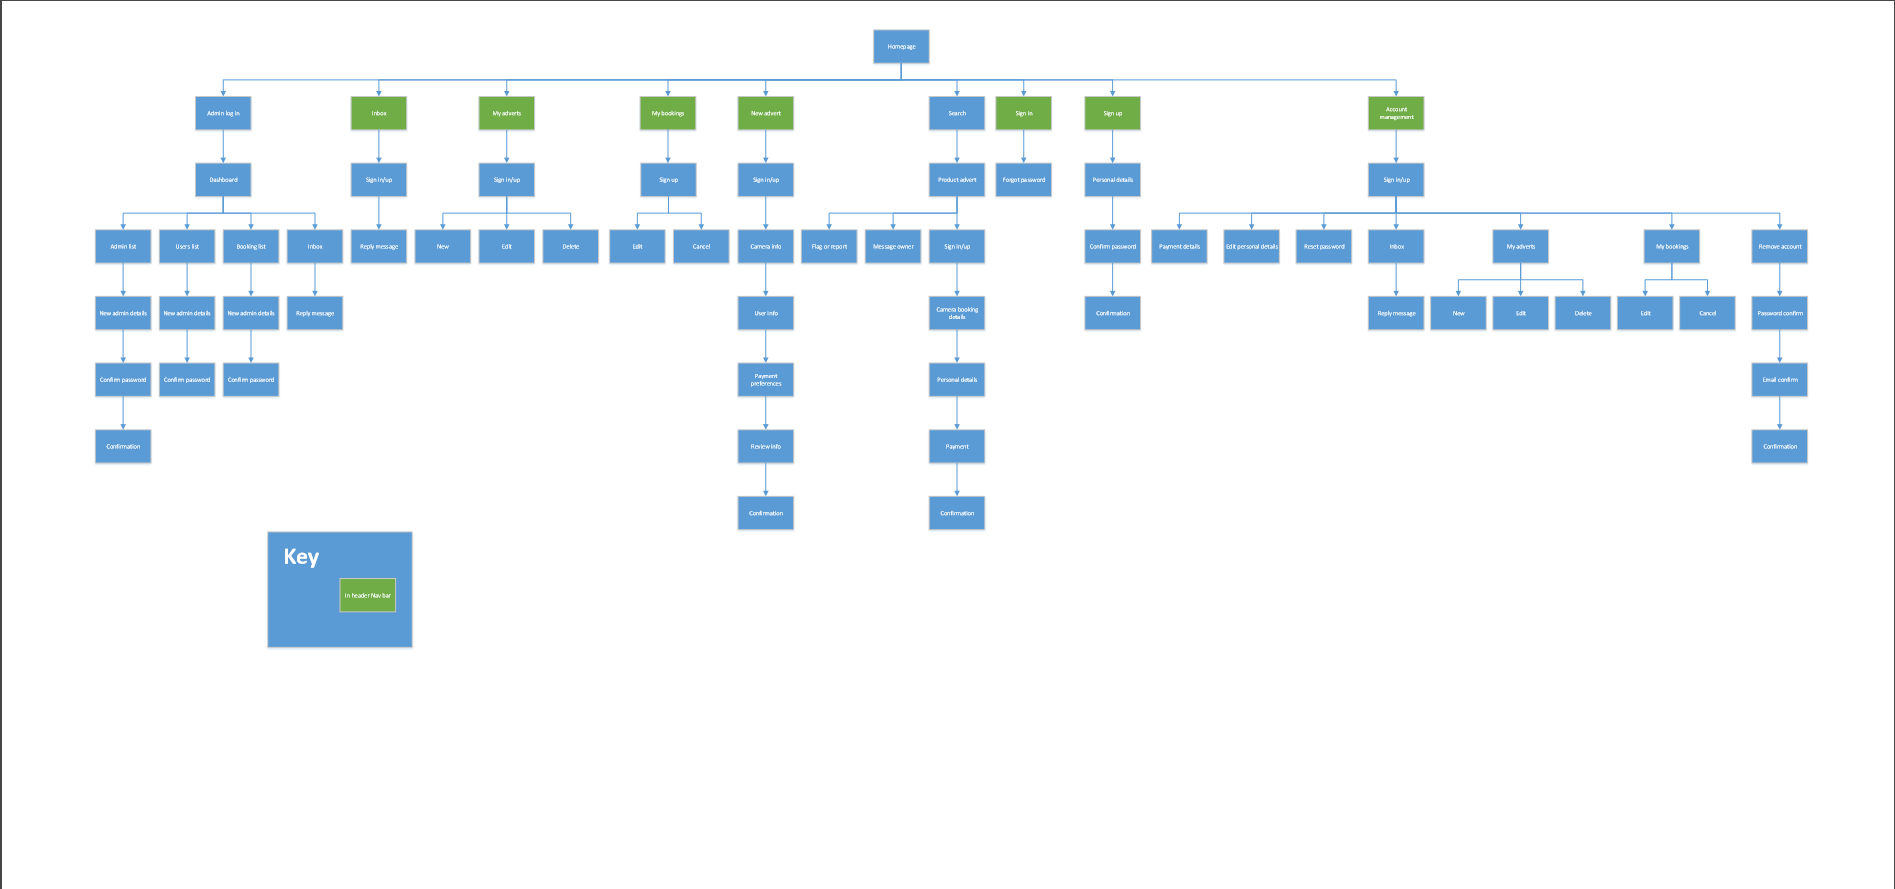 Homepage
Admin log in
Inbox
My adverts
My bookings
New advert
Search
Sign in
Sign up
Account
management
Dashboard
Sign in/up
Sign in/up
Sign up
Sign in/up
Product advert
Forgot password
Personal details
Sign in/up
Admin list
Users list
Booking list
Inbox
Reply message
New
Edit
Delete
Edit
Cancel
Camera info
Flag or report
Message owner
Sign in/up
Confirm password
Payment details
Edit personal details
Reset password
Inbox
My adverts
My bookings
Remove account
New admin details
New admin details
New admin details
Reply message
User info
Camera booking
details
Confirmation
Reply message
New
Edit
Delete
Edit
Cancel
Password confirm
Confirm password
Confirm password
Confirm password
Payment
preferences
Personal details
Email confirm
Confirmation
Review info
Payment
Confirmation
Confirmation
Confirmation
Key
In header Nav bar